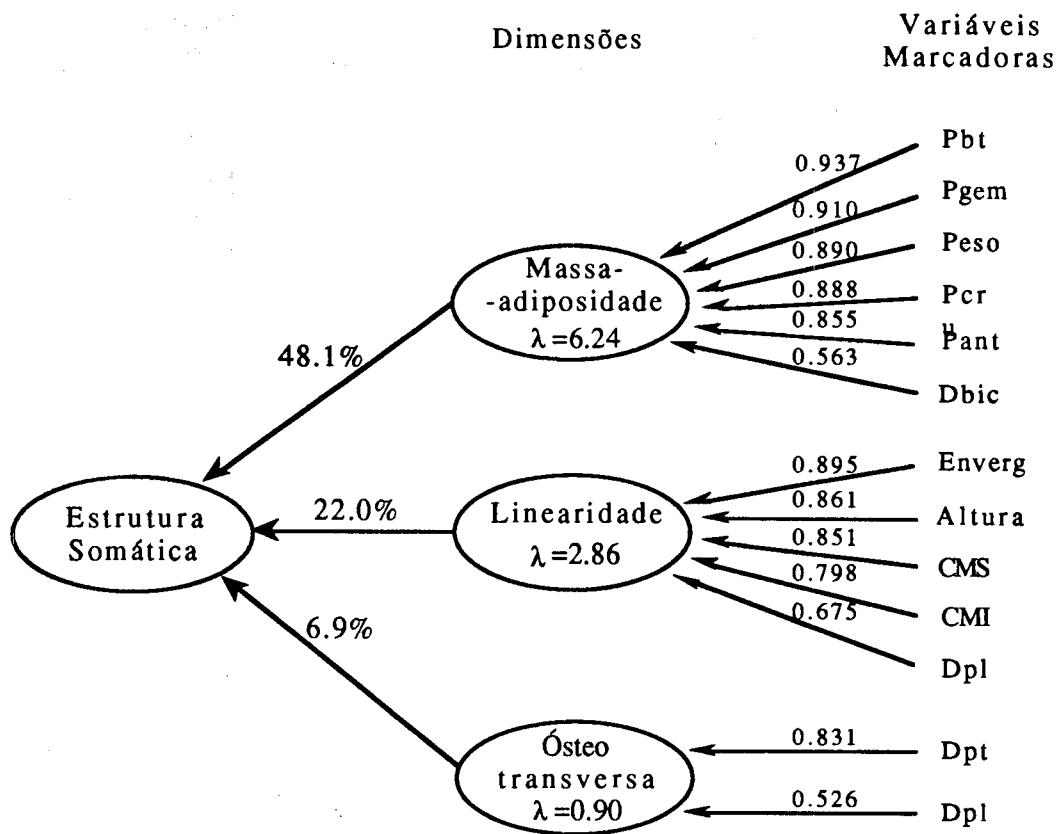 Dimensões
Variáveis
Marcadoras
Pbt
0.937
Pgem
0.910
Peso
0.890
Pcr
u
0.888
Pant
0.855
Dbic
0.563
Massa-
-adiposidade
λ=6.24
48.1%
Enverg
0.895
Altura
0.861
CMS
0.851
CMI
0.798
Dpl
0.675
Linearidade
λ=2.86
22.0%
Estrutura
Somática
6.9%
Ósteo
transversa
λ=0.90
0.831
Dpt
0.526
Dpl